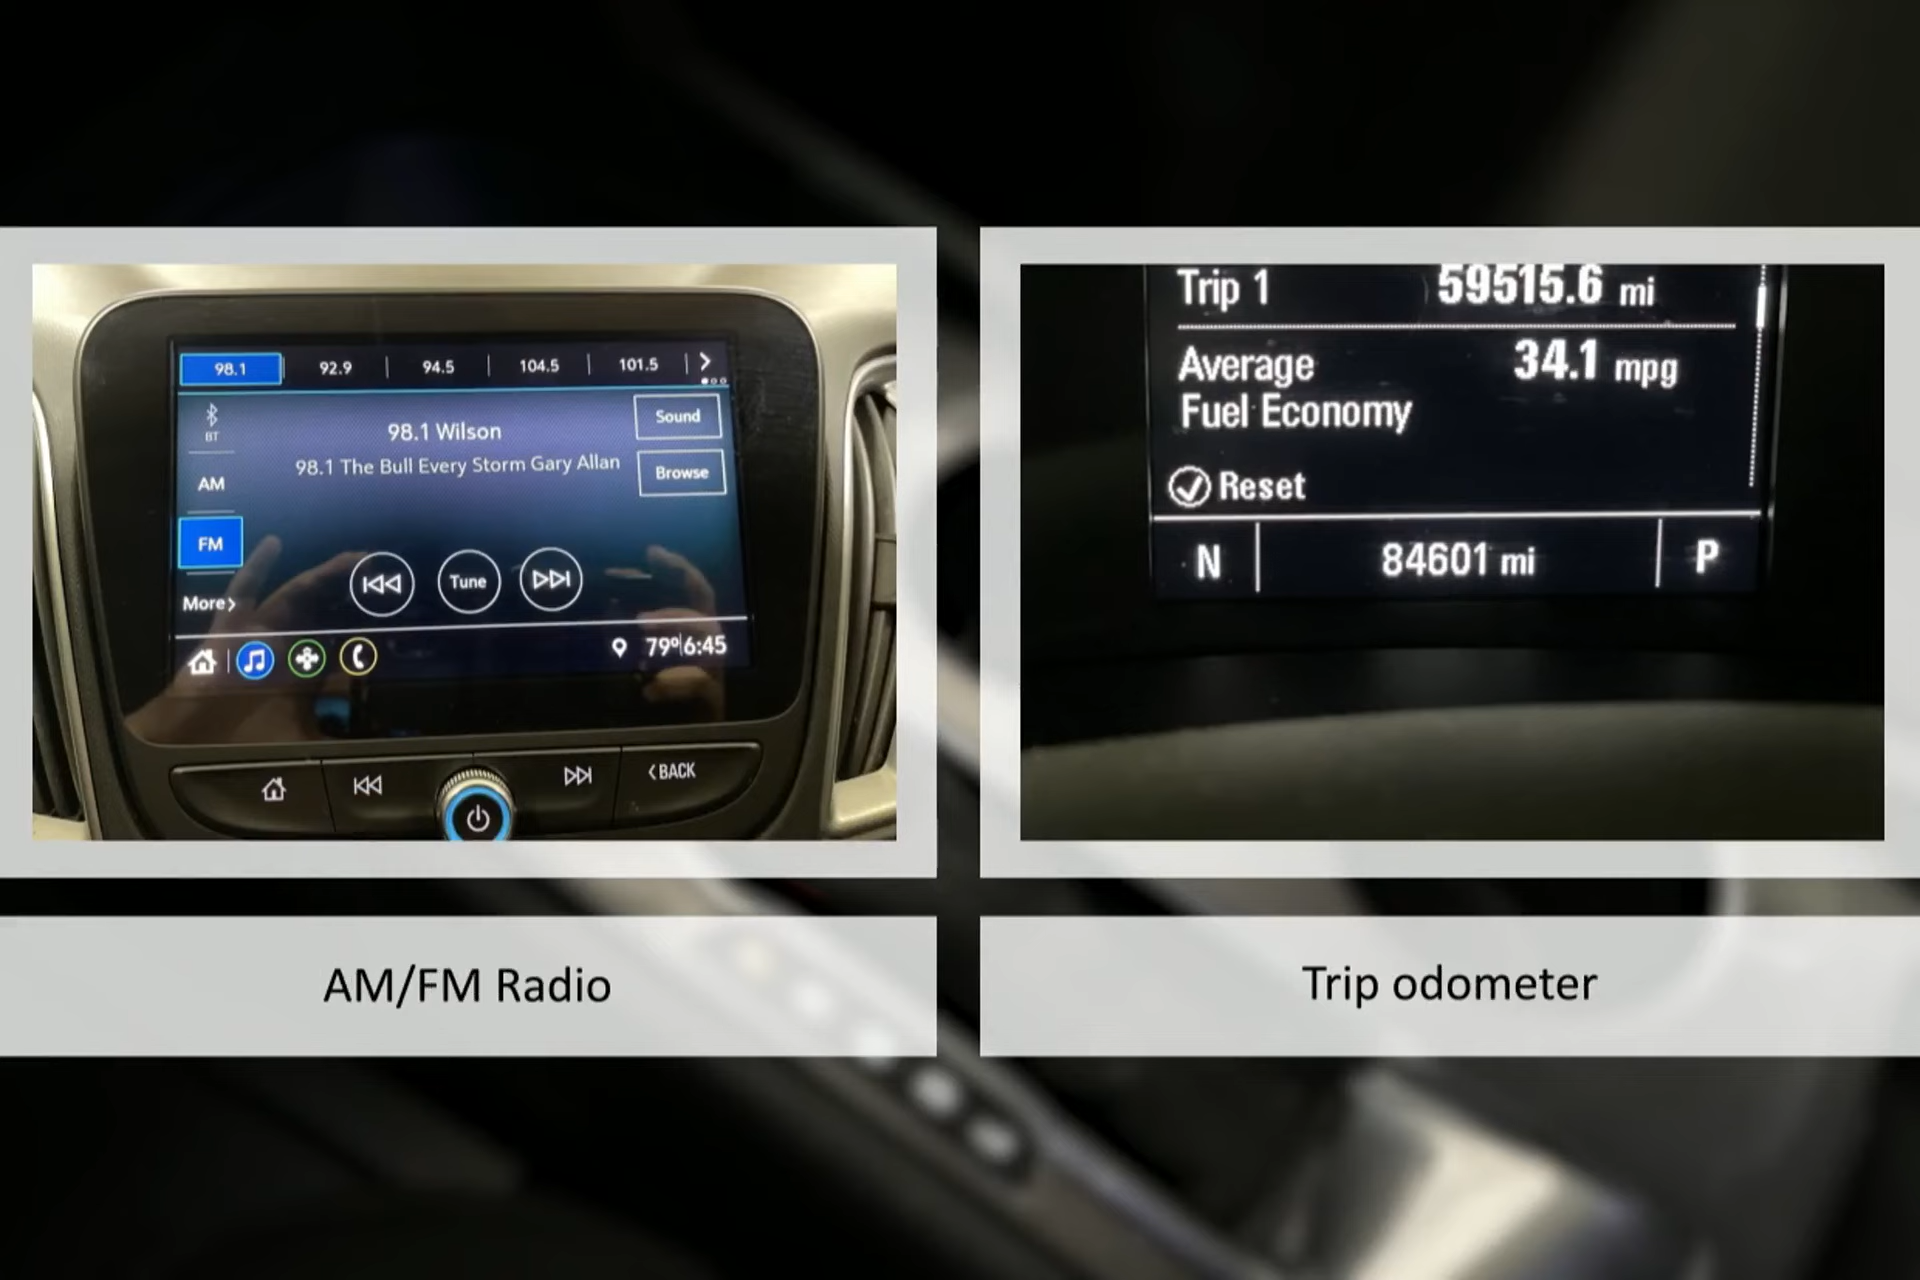 98.1 92.9 94.5 104.5 101.5
BT
98.1 Wilson
Sound
98.1 The Bull Every Storm Gary Allan
Browse
AM
FM
Tune
More
79° 6:45
BACK
Trip 1 59515.6 mi
Average 34.1 mpg
Fuel Economy
Reset
N 84601 mi P
AM/FM Radio
Trip odometer